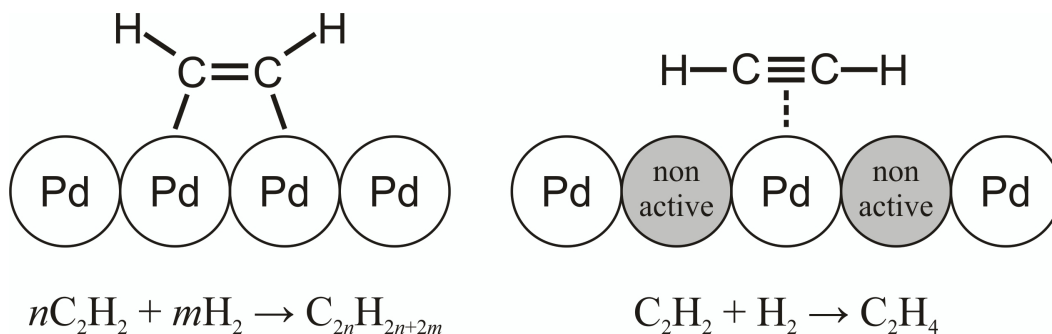 H H
C=C
H–C≡C–H
Pd Pd Pd Pd
Pd non active Pd non active Pd
nC₂H₂ + mH₂ → C₂ₙH₂ₙ₊₂ₘ
C₂H₂ + H₂ → C₂H₄